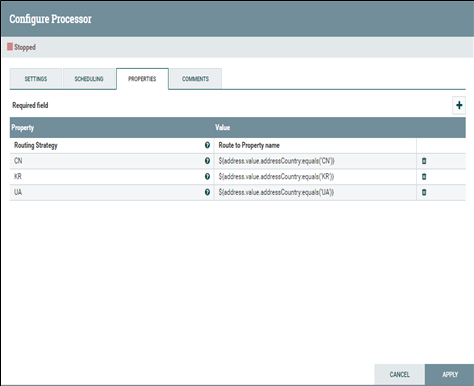 Configure Processor
Stopped
SETTINGS SCHEDULING PROPERTIES COMMENTS
Required field
Property Value
Routing Strategy Route to Property name
CN ${address.value.addressCountry:equals('CN')}
KR ${address.value.addressCountry:equals('KR')}
UA ${address.value.addressCountry:equals('UA')}
CANCEL APPLY